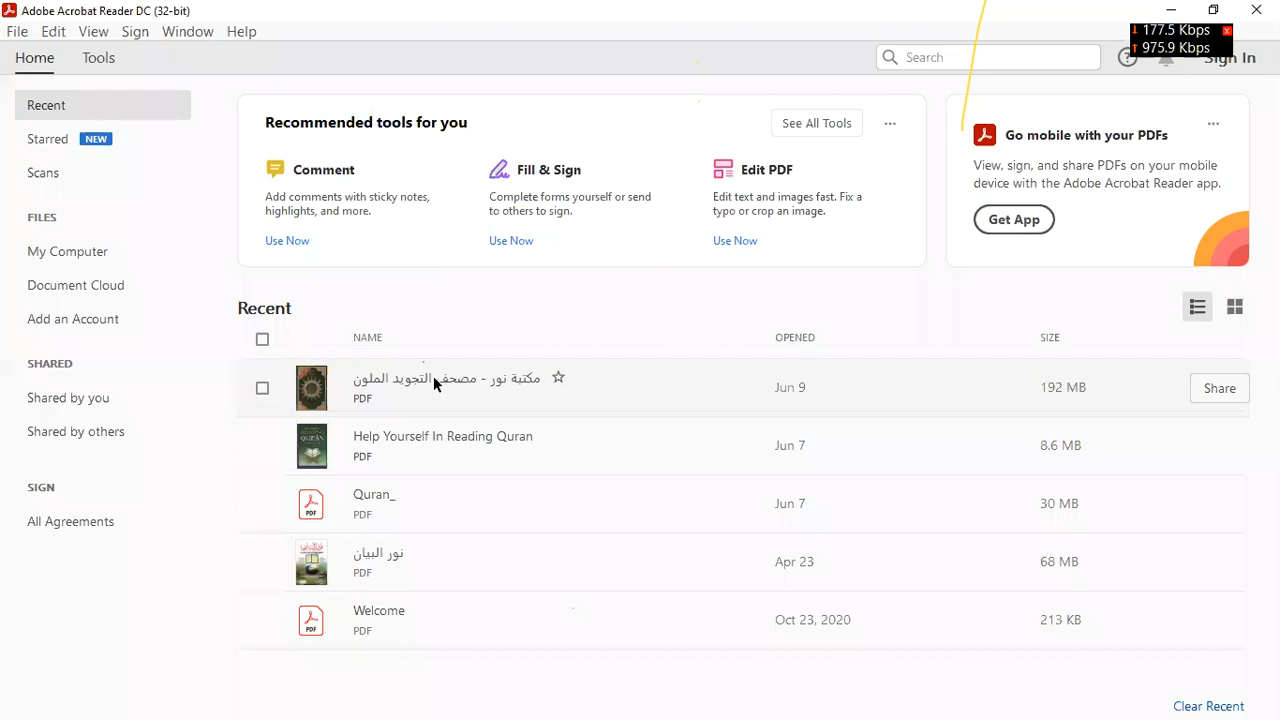 Adobe Acrobat Reader DC (32-bit)
File Edit View Sign Window Help
↓ 177.5 Kbps x
↑ 975.9 Kbps
Home Tools Search ? Sign In
Recent
Starred NEW
Scans
FILES
My Computer
Document Cloud
Add an Account
SHARED
Shared by you
Shared by others
SIGN
All Agreements
Recommended tools for you See All Tools
Comment
Add comments with sticky notes,
highlights, and more.
Use Now
Fill & Sign
Complete forms yourself or send
to others to sign.
Use Now
Edit PDF
Edit text and images fast. Fix a
typo or crop an image.
Use Now
Go mobile with your PDFs
View, sign, and share PDFs on your mobile
device with the Adobe Acrobat Reader app.
Get App
Recent
NAME OPENED SIZE
مكتبة نور - مصحف التجويد الملون
PDF
Jun 9 192 MB Share
Help Yourself In Reading Quran
PDF
Jun 7 8.6 MB
Quran_
PDF
Jun 7 30 MB
نور البيان
PDF
Apr 23 68 MB
Welcome
PDF
Oct 23, 2020 213 KB
Clear Recent